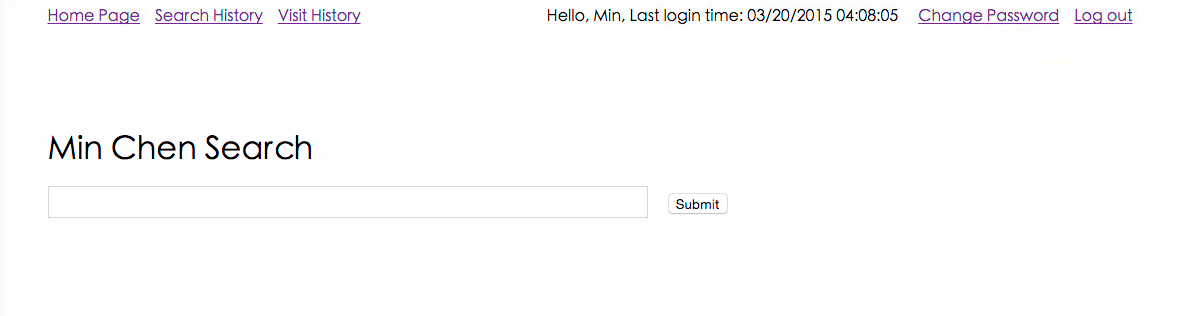 Home Page Search History Visit History Hello, Min, Last login time: 03/20/2015 04:08:05 Change Password Log out
Min Chen Search
Submit